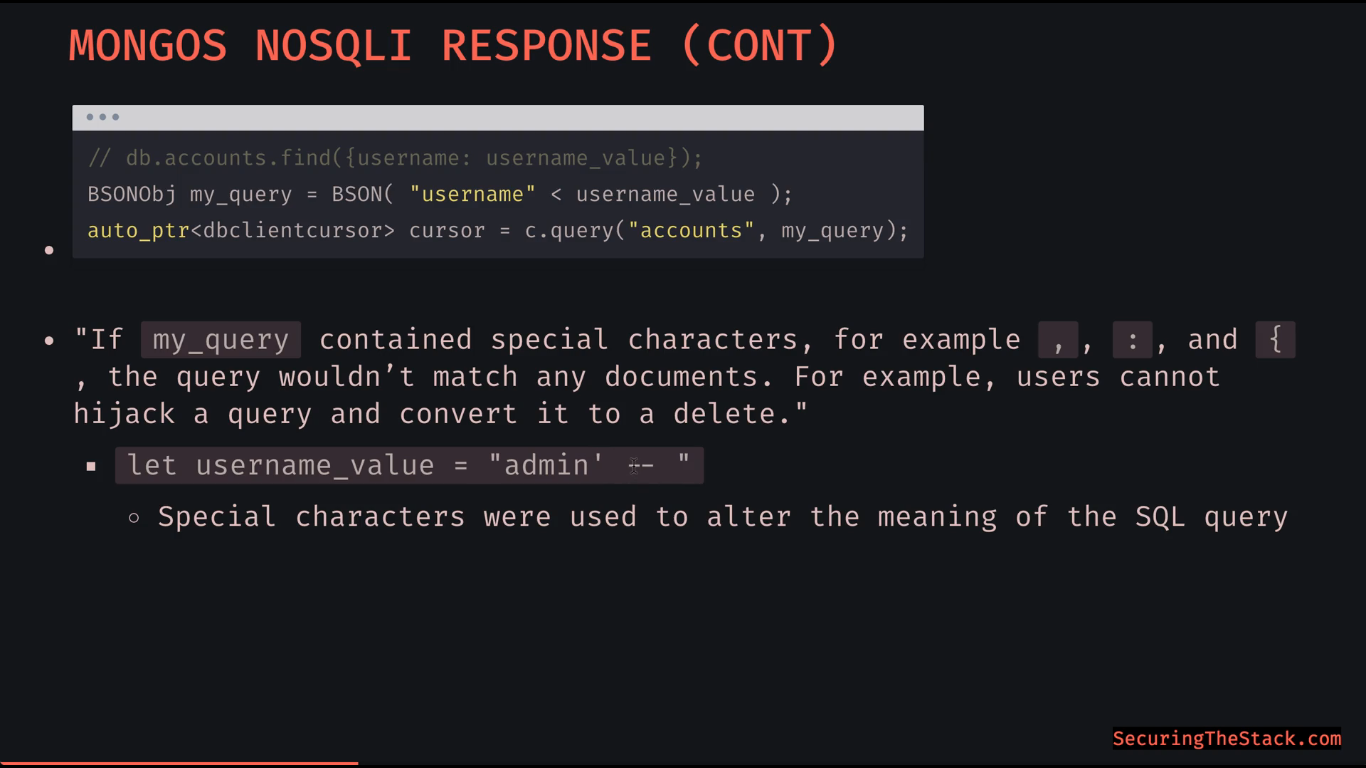 MONGOS NOSQLI RESPONSE (CONT)
// db.accounts.find({username: username_value});
BSONObj my_query = BSON( "username" < username_value );
auto_ptr<dbclientcursor> cursor = c.query("accounts", my_query);
"If my_query contained special characters, for example , , : , and {
, the query wouldn’t match any documents. For example, users cannot
hijack a query and convert it to a delete."
let username_value = "admin' -- "
Special characters were used to alter the meaning of the SQL query
SecuringTheStack.com